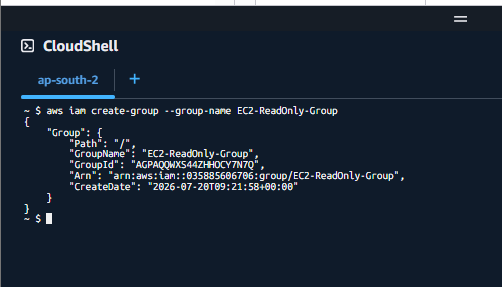 CloudShell
ap-south-2 +
~ $ aws iam create-group --group-name EC2-ReadOnly-Group
{
    "Group": {
        "Path": "/",
        "GroupName": "EC2-ReadOnly-Group",
        "GroupId": "AGPAQQWXS44ZHHOCY7N7Q",
        "Arn": "arn:aws:iam::035885606706:group/EC2-ReadOnly-Group",
        "CreateDate": "2026-07-20T09:21:58+00:00"
    }
}
~ $